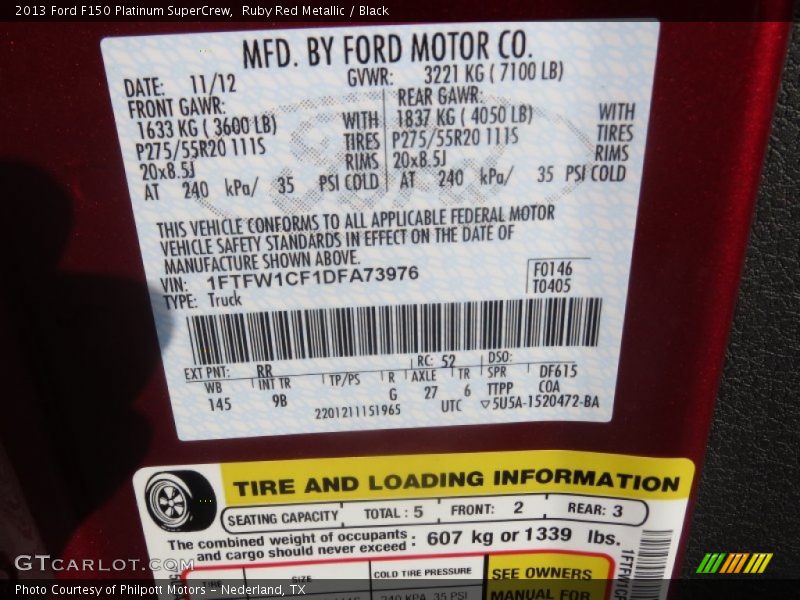 2013 Ford F150 Platinum SuperCrew,  Ruby Red Metallic / Black
MFD. BY FORD MOTOR CO.
DATE: 11/12 GVWR: 3221 KG ( 7100 LB)
FRONT GAWR: REAR GAWR:
1633 KG ( 3600 LB) WITH 1837 KG ( 4050 LB) WITH
P275/55R20 111S TIRES P275/55R20 111S TIRES
20x8.5J RIMS 20x8.5J RIMS
AT 240 kPa/ 35 PSI COLD AT 240 kPa/ 35 PSI COLD
THIS VEHICLE CONFORMS TO ALL APPLICABLE FEDERAL MOTOR
VEHICLE SAFETY STANDARDS IN EFFECT ON THE DATE OF
MANUFACTURE SHOWN ABOVE.
VIN: 1FTFW1CF1DFA73976 F0146
TYPE: Truck T0405
EXT PNT: RR RC: 52 DSO:
WB INT TR TP/PS R AXLE TR SPR DF615
145 9B G 27 6 TTPP COA
2201211151965 UTC ▽5U5A-1520472-BA
TIRE AND LOADING INFORMATION
SEATING CAPACITY TOTAL : 5 FRONT: 2 REAR: 3
The combined weight of occupants : 607 kg or 1339 lbs.
and cargo should never exceed
TIRE SIZE COLD TIRE PRESSURE SEE OWNERS
240 KPA, 35 PSI MANUAL FOR
1FTFW1CF
GTCARLOT.COM
Photo Courtesy of Philpott Motors – Nederland, TX